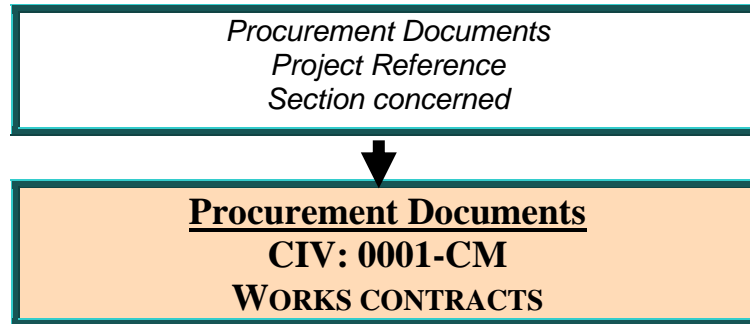 Procurement Documents
Project Reference
Section concerned
Procurement Documents
CIV: 0001-CM
WORKS CONTRACTS